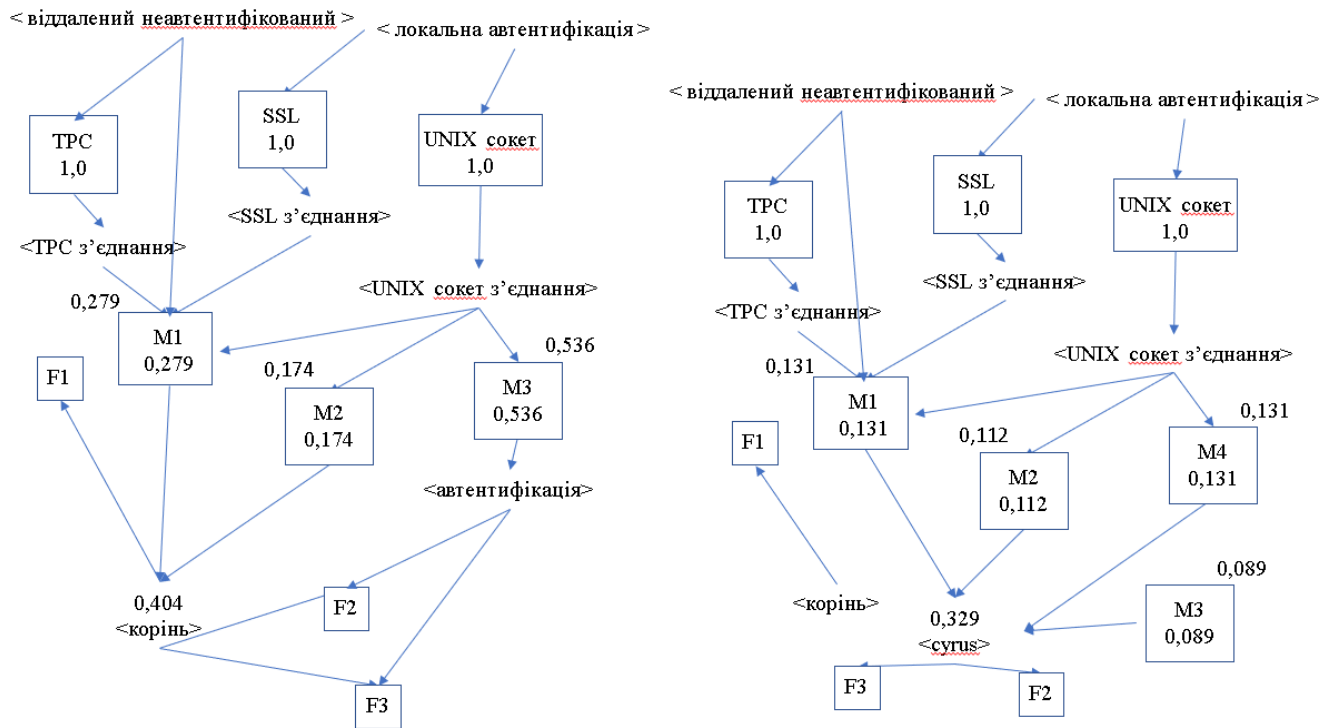 < віддалений неавтентифікований >
< локальна автентифікація>
TPC
1,0
SSL
1,0
UNIX сокет
1,0
<TPC з’єднання>
<SSL з’єднання>
<UNIX сокет з’єднання>
0,279
M1
0,279
F1
0,174
M2
0,174
0,536
M3
0,536
<автентифікація>
0,404
<корінь>
F2
F3
< віддалений неавтентифікований >
< локальна автентифікація>
TPC
1,0
SSL
1,0
UNIX сокет
1,0
<TPC з’єднання>
<SSL з’єднання>
<UNIX сокет з’єднання>
0,131
M1
0,131
F1
0,112
M2
0,112
0,131
M4
0,131
<корінь>
0,329
<cyrus>
0,089
M3
0,089
F3
F2